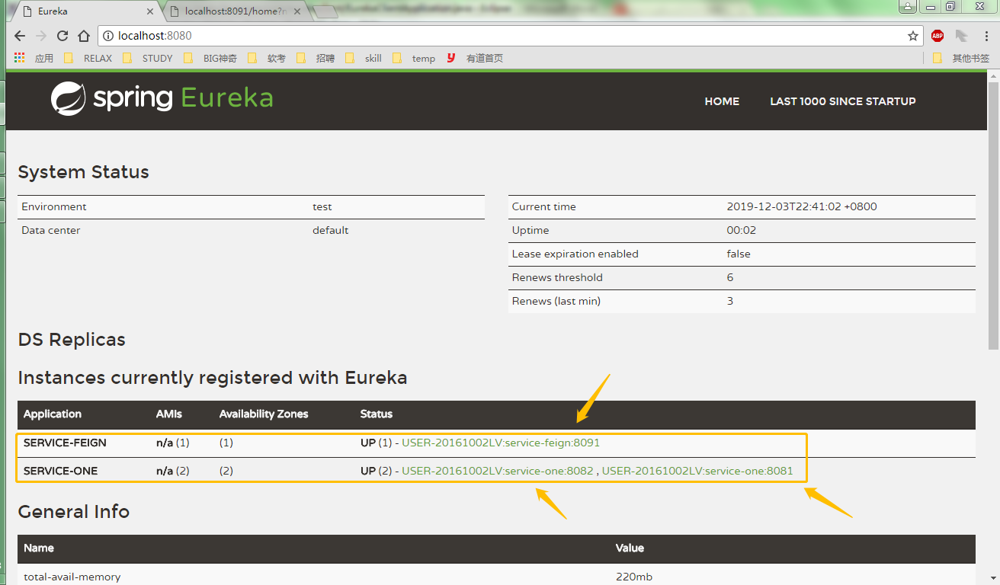 Eureka
localhost:8091/home?n
localhost:8080
ABP
应用 RELAX STUDY BIG神奇 软考 招聘 skill temp y 有道首页 其他书签
spring Eureka HOME LAST 1000 SINCE STARTUP
System Status
Environment test Current time 2019-12-03T22:41:02 +0800
Data center default Uptime 00:02
Lease expiration enabled false
Renews threshold 6
Renews (last min) 3
DS Replicas
Instances currently registered with Eureka
Application AMIs Availability Zones Status
SERVICE-FEIGN n/a (1) (1) UP (1) - USER-20161002LV:service-feign:8091
SERVICE-ONE n/a (2) (2) UP (2) - USER-20161002LV:service-one:8082 , USER-20161002LV:service-one:8081
General Info
Name Value
total-avail-memory 220mb